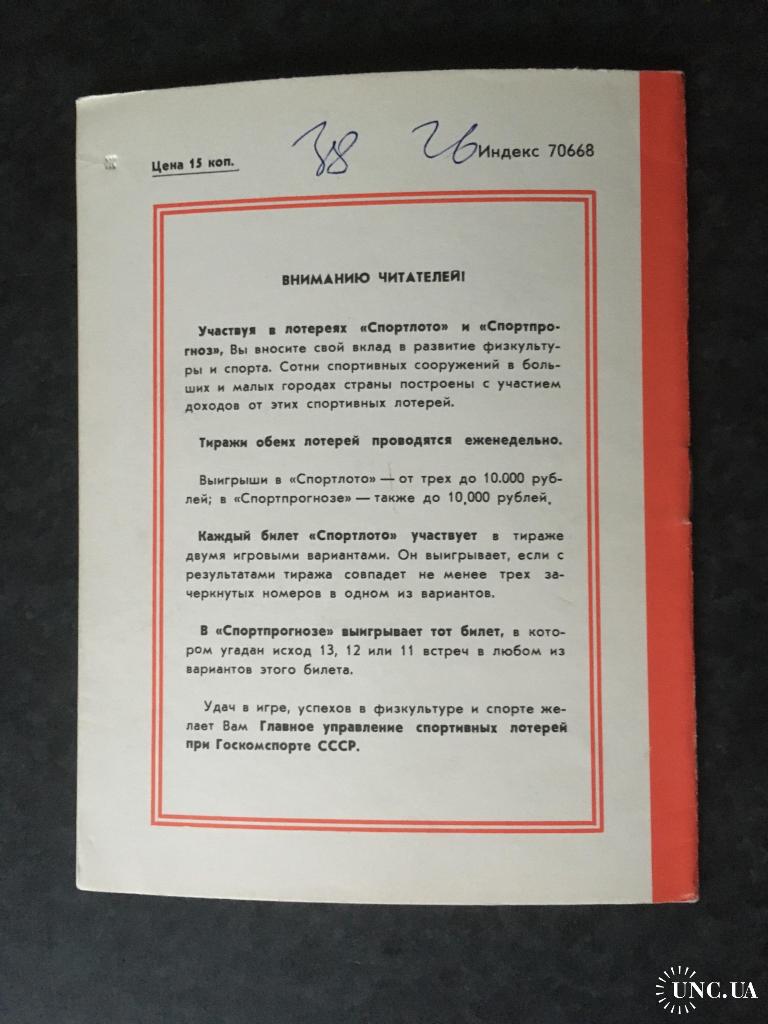 Цена 15 коп.
38 26
Индекс 70668
ВНИМАНИЮ ЧИТАТЕЛЕЙ!
Участвуя в лотереях «Спортлото» и «Спортпро-
гноз», Вы вносите свой вклад в развитие физкульту-
ры и спорта. Сотни спортивных сооружений в боль-
ших и малых городах страны построены с участием
доходов от этих спортивных лотерей.
Тиражи обеих лотерей проводятся еженедельно.
Выигрыши в «Спортлото» — от трех до 10.000 руб-
лей; в «Спортпрогнозе» — также до 10,000 рублей.
Каждый билет «Спортлото» участвует в тираже
двумя игровыми вариантами. Он выигрывает, если с
результатами тиража совпадет не менее трех за-
черкнутых номеров в одном из вариантов.
В «Спортпрогнозе» выигрывает тот билет, в кото-
ром угадан исход 13, 12 или 11 встреч в любом из
вариантов этого билета.
Удач в игре, успехов в физкультуре и спорте же-
лает Вам Главное управление спортивных лотерей
при Госкомспорте СССР.
UNC.UA